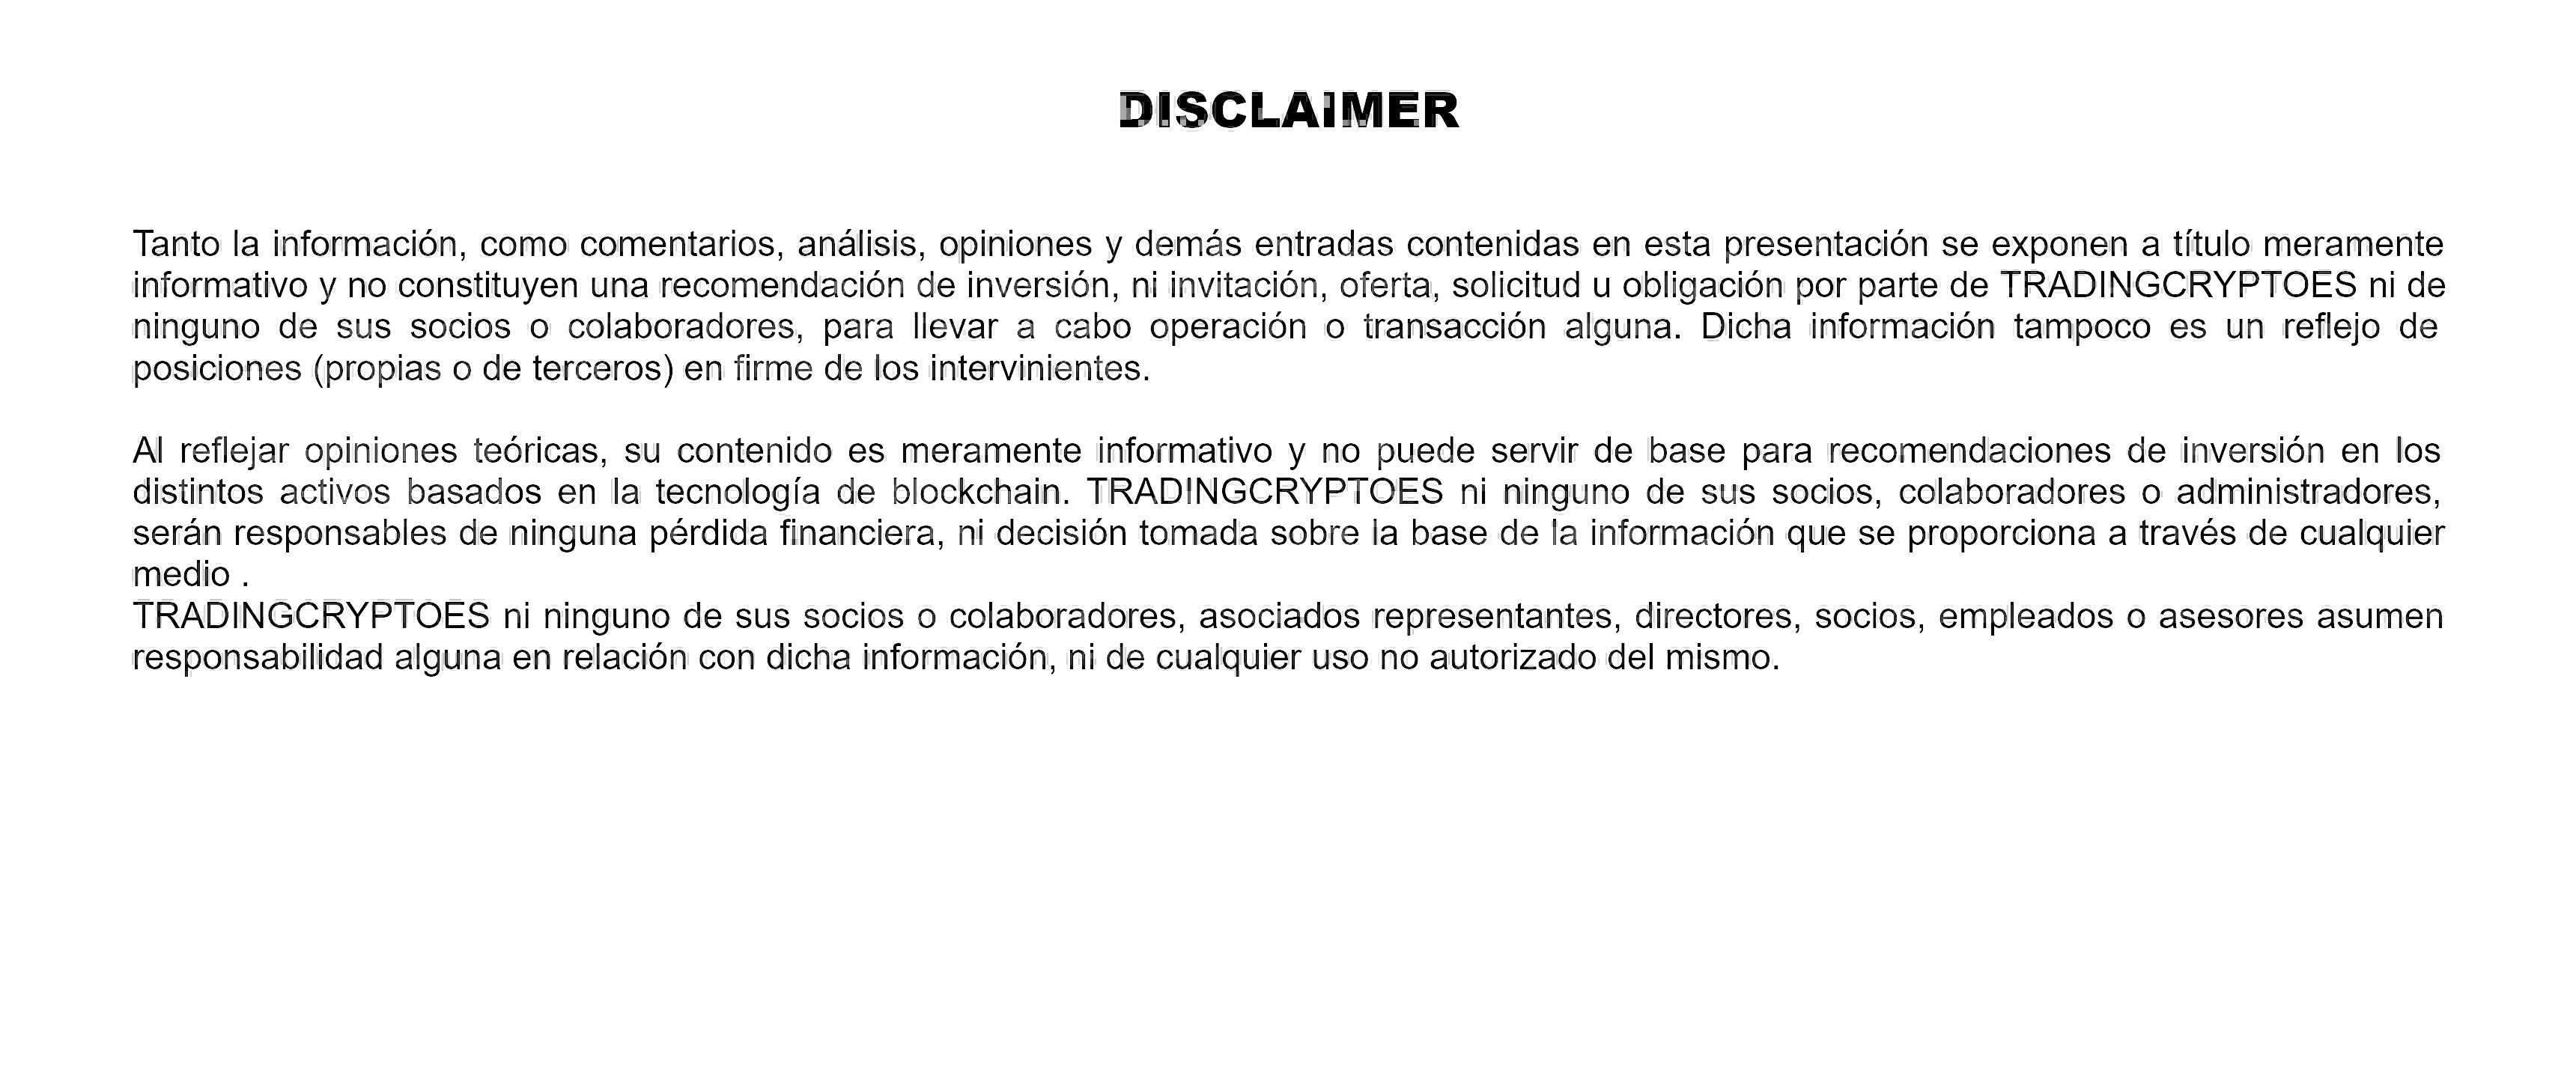 DISCLAIMER
Tanto la información, como comentarios, análisis, opiniones y demás entradas contenidas en esta presentación se exponen a título meramente
informativo y no constituyen una recomendación de inversión, ni invitación, oferta, solicitud u obligación por parte de TRADINGCRYPTOES ni de
ninguno de sus socios o colaboradores, para llevar a cabo operación o transacción alguna. Dicha información tampoco es un reflejo de
posiciones (propias o de terceros) en firme de los intervinientes.
Al reflejar opiniones teóricas, su contenido es meramente informativo y no puede servir de base para recomendaciones de inversión en los
distintos activos basados en la tecnología de blockchain. TRADINGCRYPTOES ni ninguno de sus socios, colaboradores o administradores,
serán responsables de ninguna pérdida financiera, ni decisión tomada sobre la base de la información que se proporciona a través de cualquier
medio .
TRADINGCRYPTOES ni ninguno de sus socios o colaboradores, asociados representantes, directores, socios, empleados o asesores asumen
responsabilidad alguna en relación con dicha información, ni de cualquier uso no autorizado del mismo.